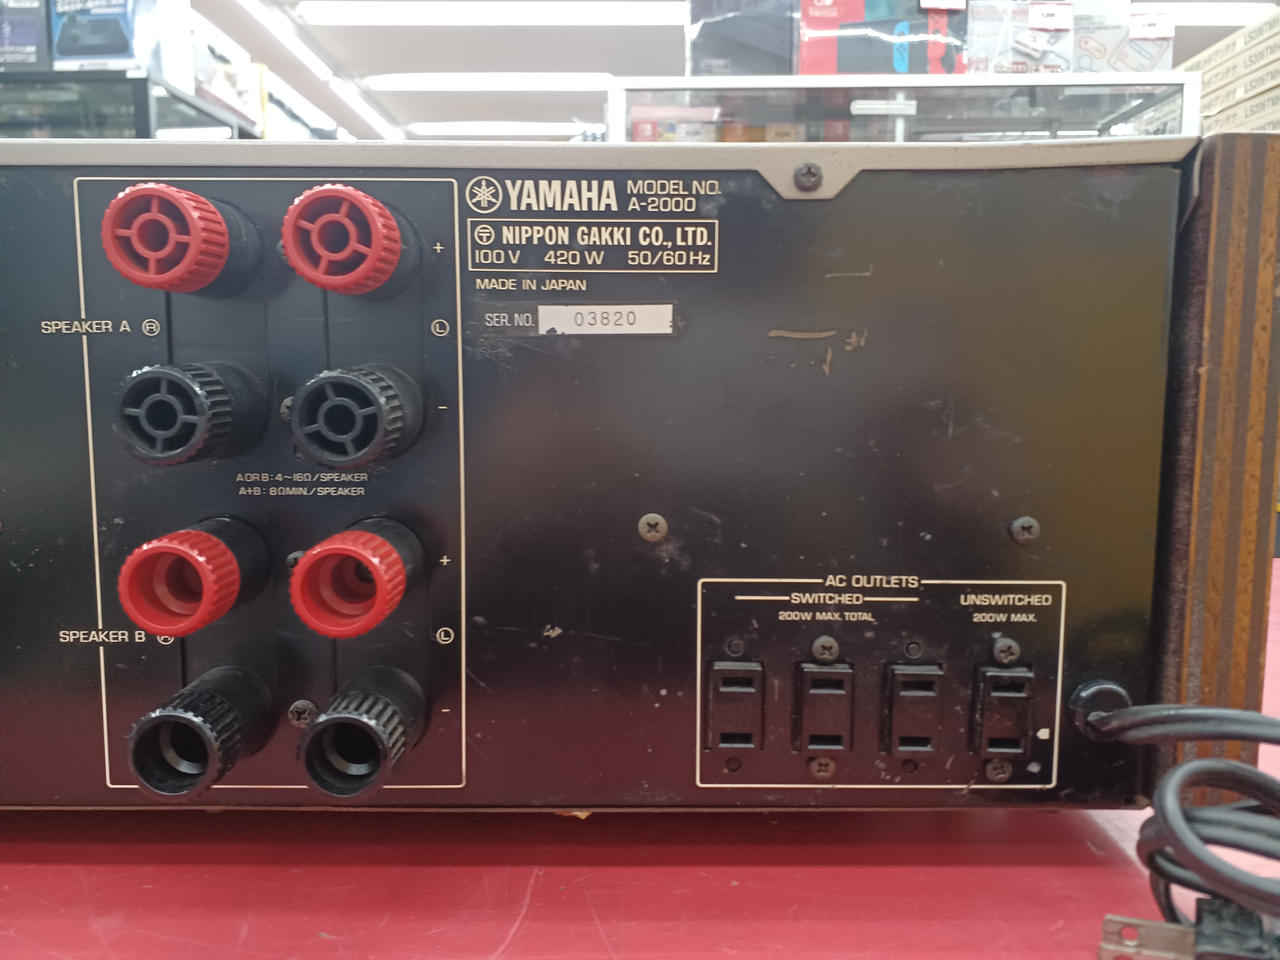 LS06TMH
YAMAHA
MODEL NO.
A-2000
NIPPON GAKKI CO., LTD.
100V 420W 50/60Hz
MADE IN JAPAN
SER. NO. 03820
+
SPEAKER A R
L
−
A OR B : 4~16Ω/SPEAKER
A+B : 8ΩMIN./SPEAKER
+
SPEAKER B R
L
−
AC OUTLETS
SWITCHED
200W MAX. TOTAL
UNSWITCHED
200W MAX.